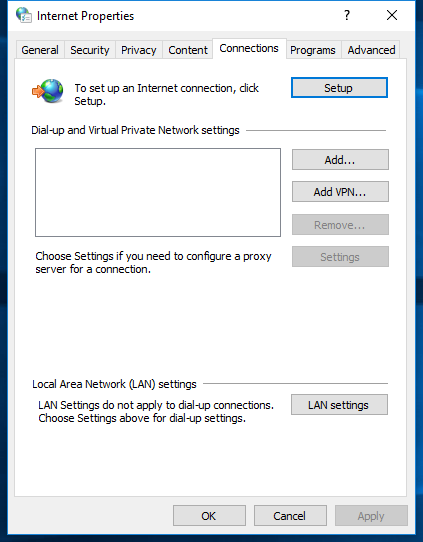 Internet Properties
?
General Security Privacy Content Connections Programs Advanced
To set up an Internet connection, click
Setup.
Setup
Dial-up and Virtual Private Network settings
Add...
Add VPN...
Remove...
Choose Settings if you need to configure a proxy
server for a connection.
Settings
Local Area Network (LAN) settings
LAN Settings do not apply to dial-up connections.
Choose Settings above for dial-up settings.
LAN settings
OK Cancel Apply